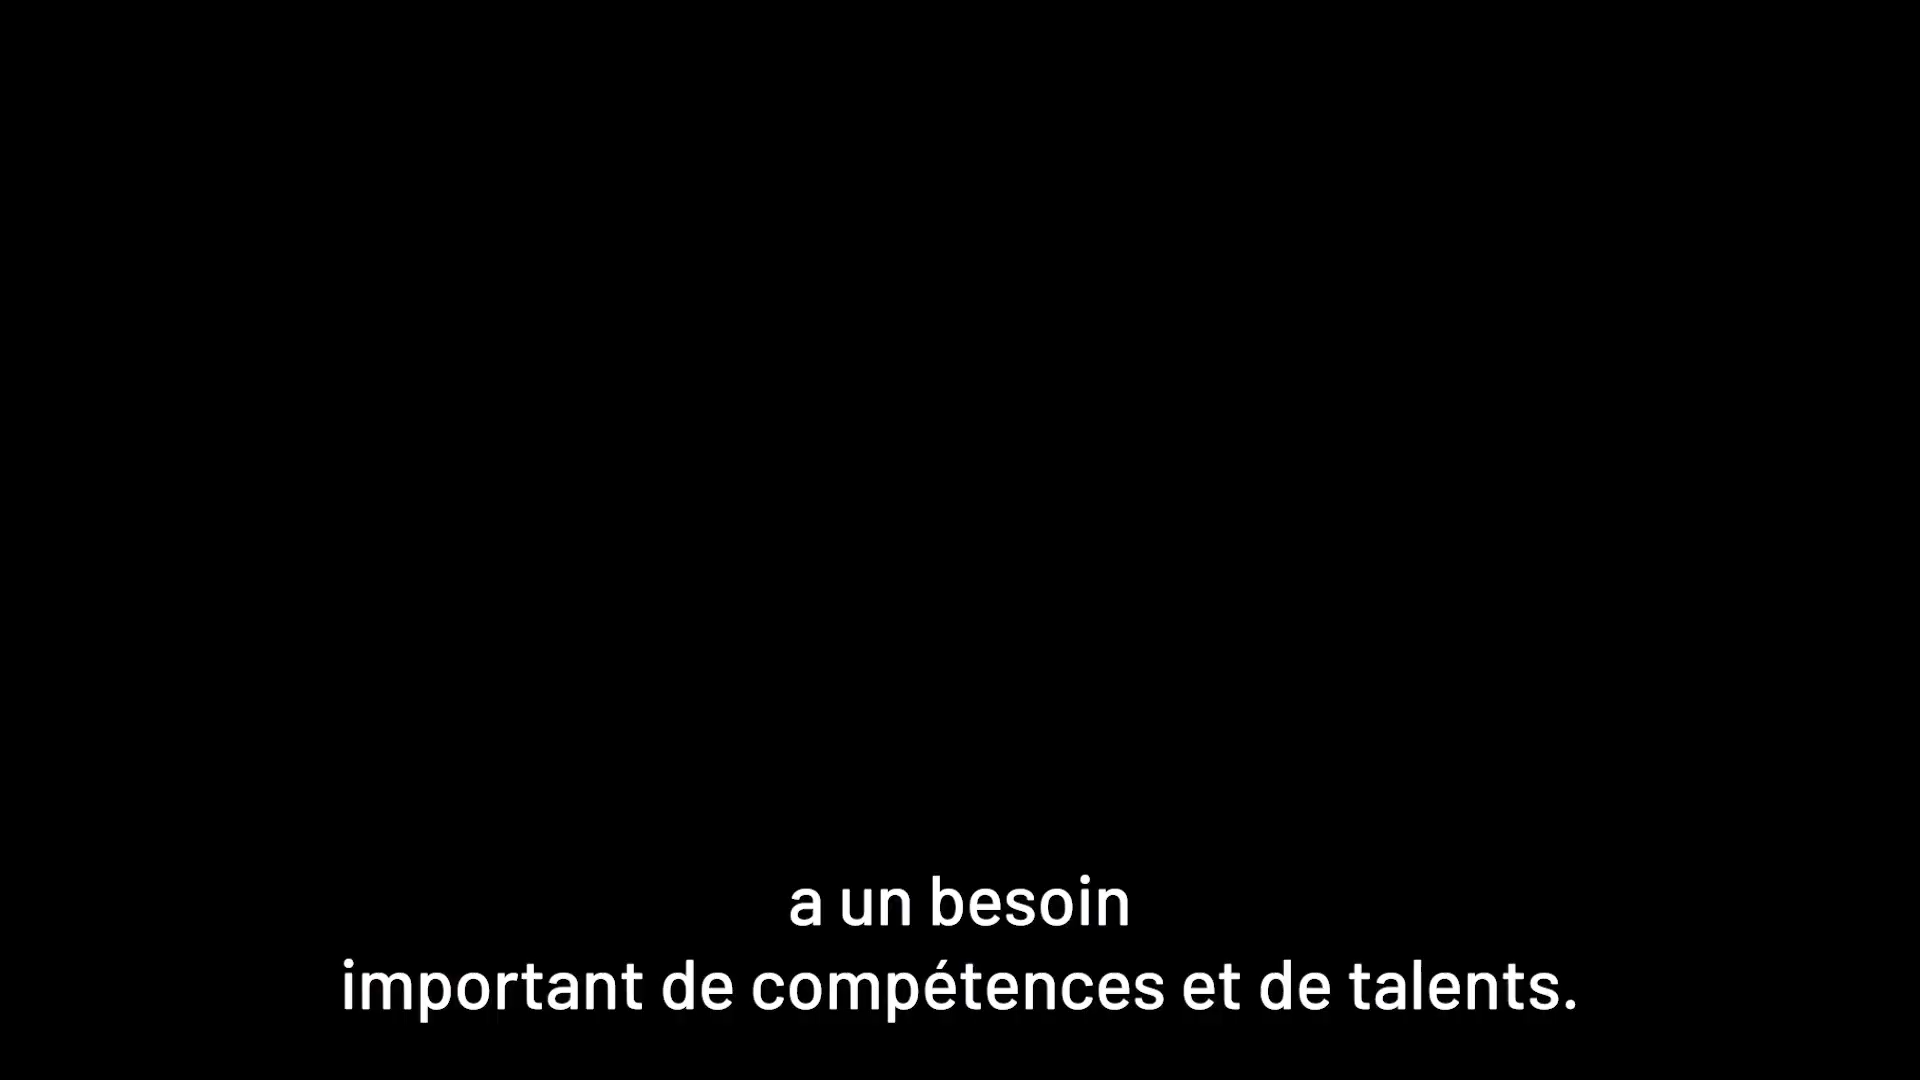 a un besoin
important de compétences et de talents.